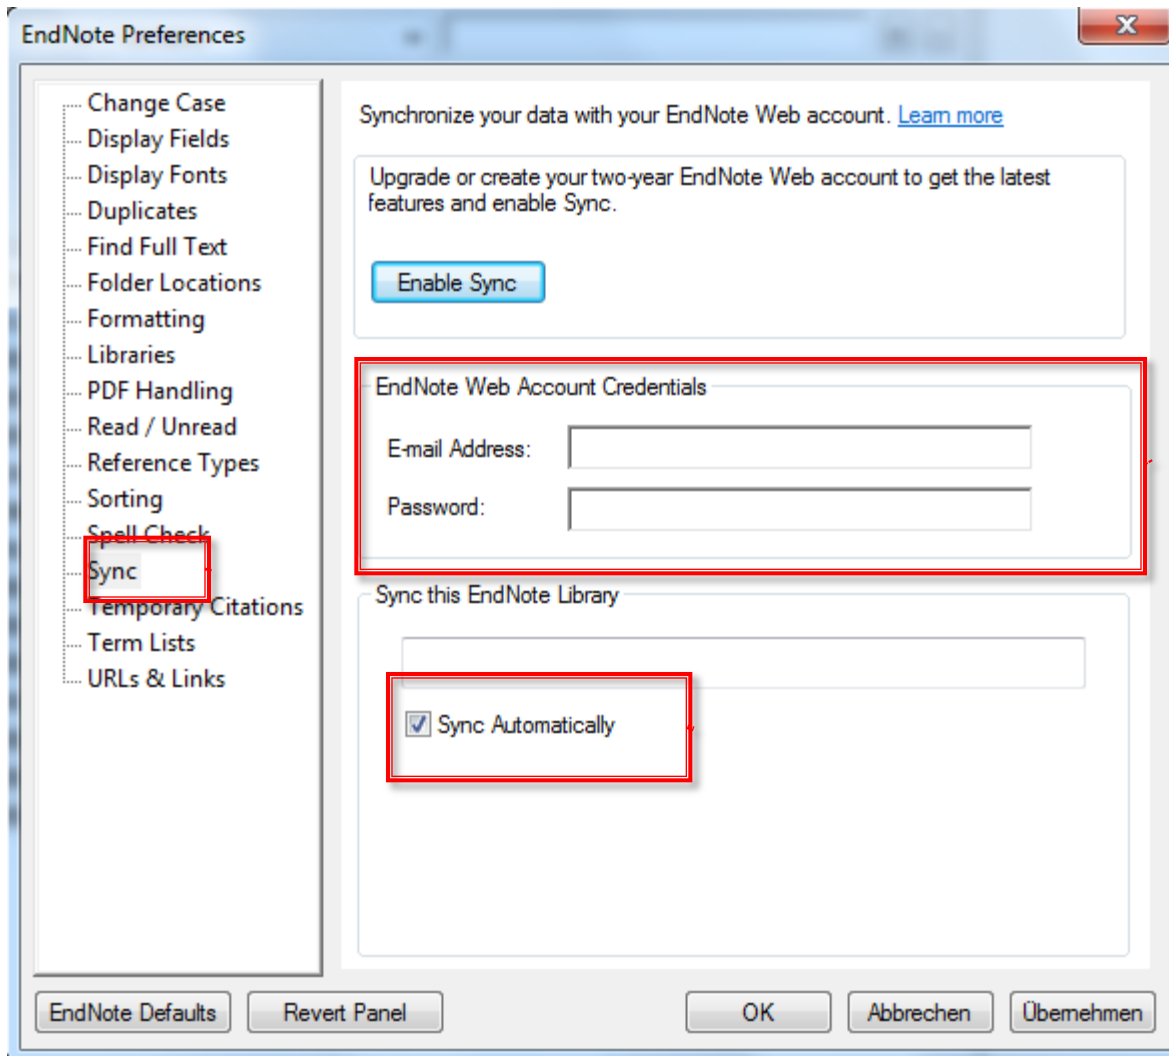 EndNote Preferences
Change Case
Display Fields
Display Fonts
Duplicates
Find Full Text
Folder Locations
Formatting
Libraries
PDF Handling
Read / Unread
Reference Types
Sorting
Spell Check
Sync
Temporary Citations
Term Lists
URLs & Links
Synchronize your data with your EndNote Web account. Learn more
Upgrade or create your two-year EndNote Web account to get the latest
features and enable Sync.
Enable Sync
EndNote Web Account Credentials
E-mail Address:
Password:
Sync this EndNote Library
Sync Automatically
EndNote Defaults
Revert Panel
OK
Abbrechen
Übernehmen